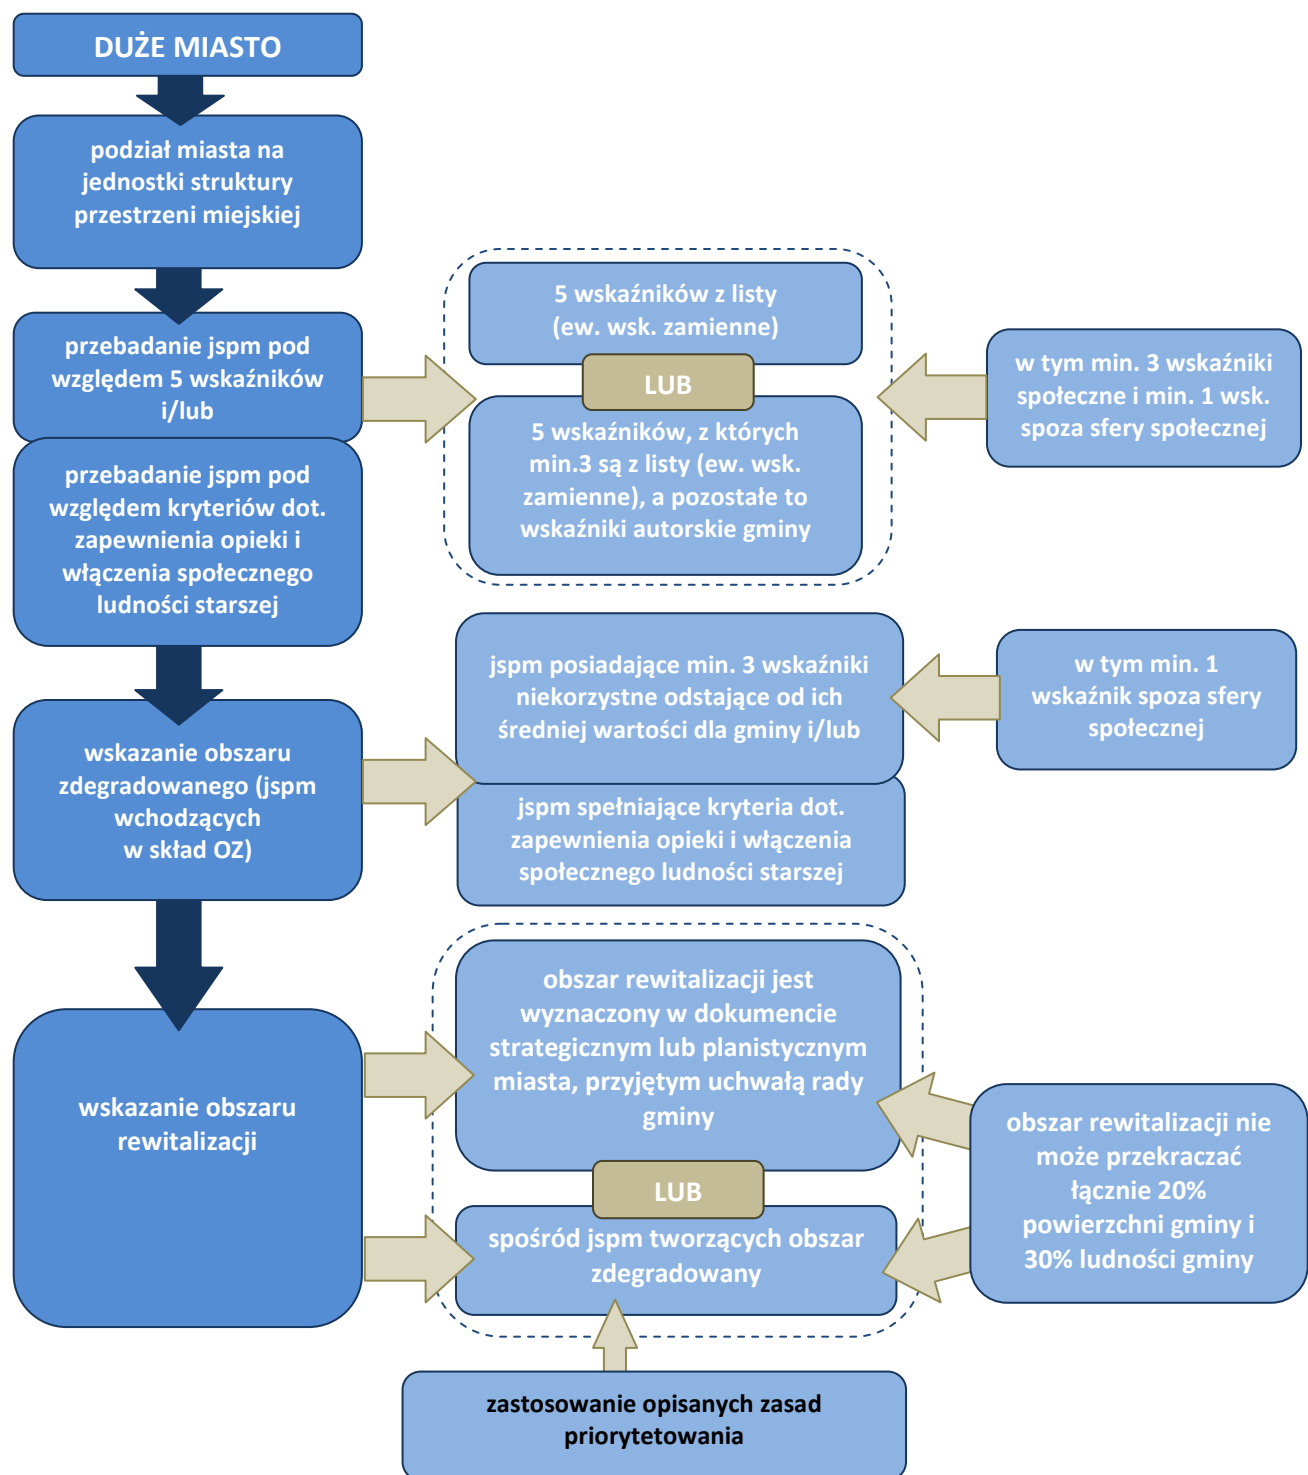 DUŻE MIASTO
podział miasta na
jednostki struktury
przestrzeni miejskiej
przebadanie jspm pod
względem 5 wskaźników
i/lub
przebadanie jspm pod
względem kryteriów dot.
zapewnienia opieki i
włączenia społecznego
ludności starszej
5 wskaźników z listy
(ew. wsk. zamienne)
LUB
5 wskaźników, z których
min.3 są z listy (ew. wsk.
zamienne), a pozostałe to
wskaźniki autorskie gminy
w tym min. 3 wskaźniki
społeczne i min. 1 wsk.
spoza sfery społecznej
wskazanie obszaru
zdegradowanego (jspm
wchodzących
w skład OZ)
jspm posiadające min. 3 wskaźniki
niekorzystne odstające od ich
średniej wartości dla gminy i/lub
jspm spełniające kryteria dot.
zapewnienia opieki i włączenia
społecznego ludności starszej
w tym min. 1
wskaźnik spoza sfery
społecznej
wskazanie obszaru
rewitalizacji
obszar rewitalizacji jest
wyznaczony w dokumencie
strategicznym lub planistycznym
miasta, przyjętym uchwałą rady
gminy
LUB
spośród jspm tworzących obszar
zdegradowany
obszar rewitalizacji nie
może przekraczać
łącznie 20%
powierzchni gminy i
30% ludności gminy
zastosowanie opisanych zasad
priorytetowania